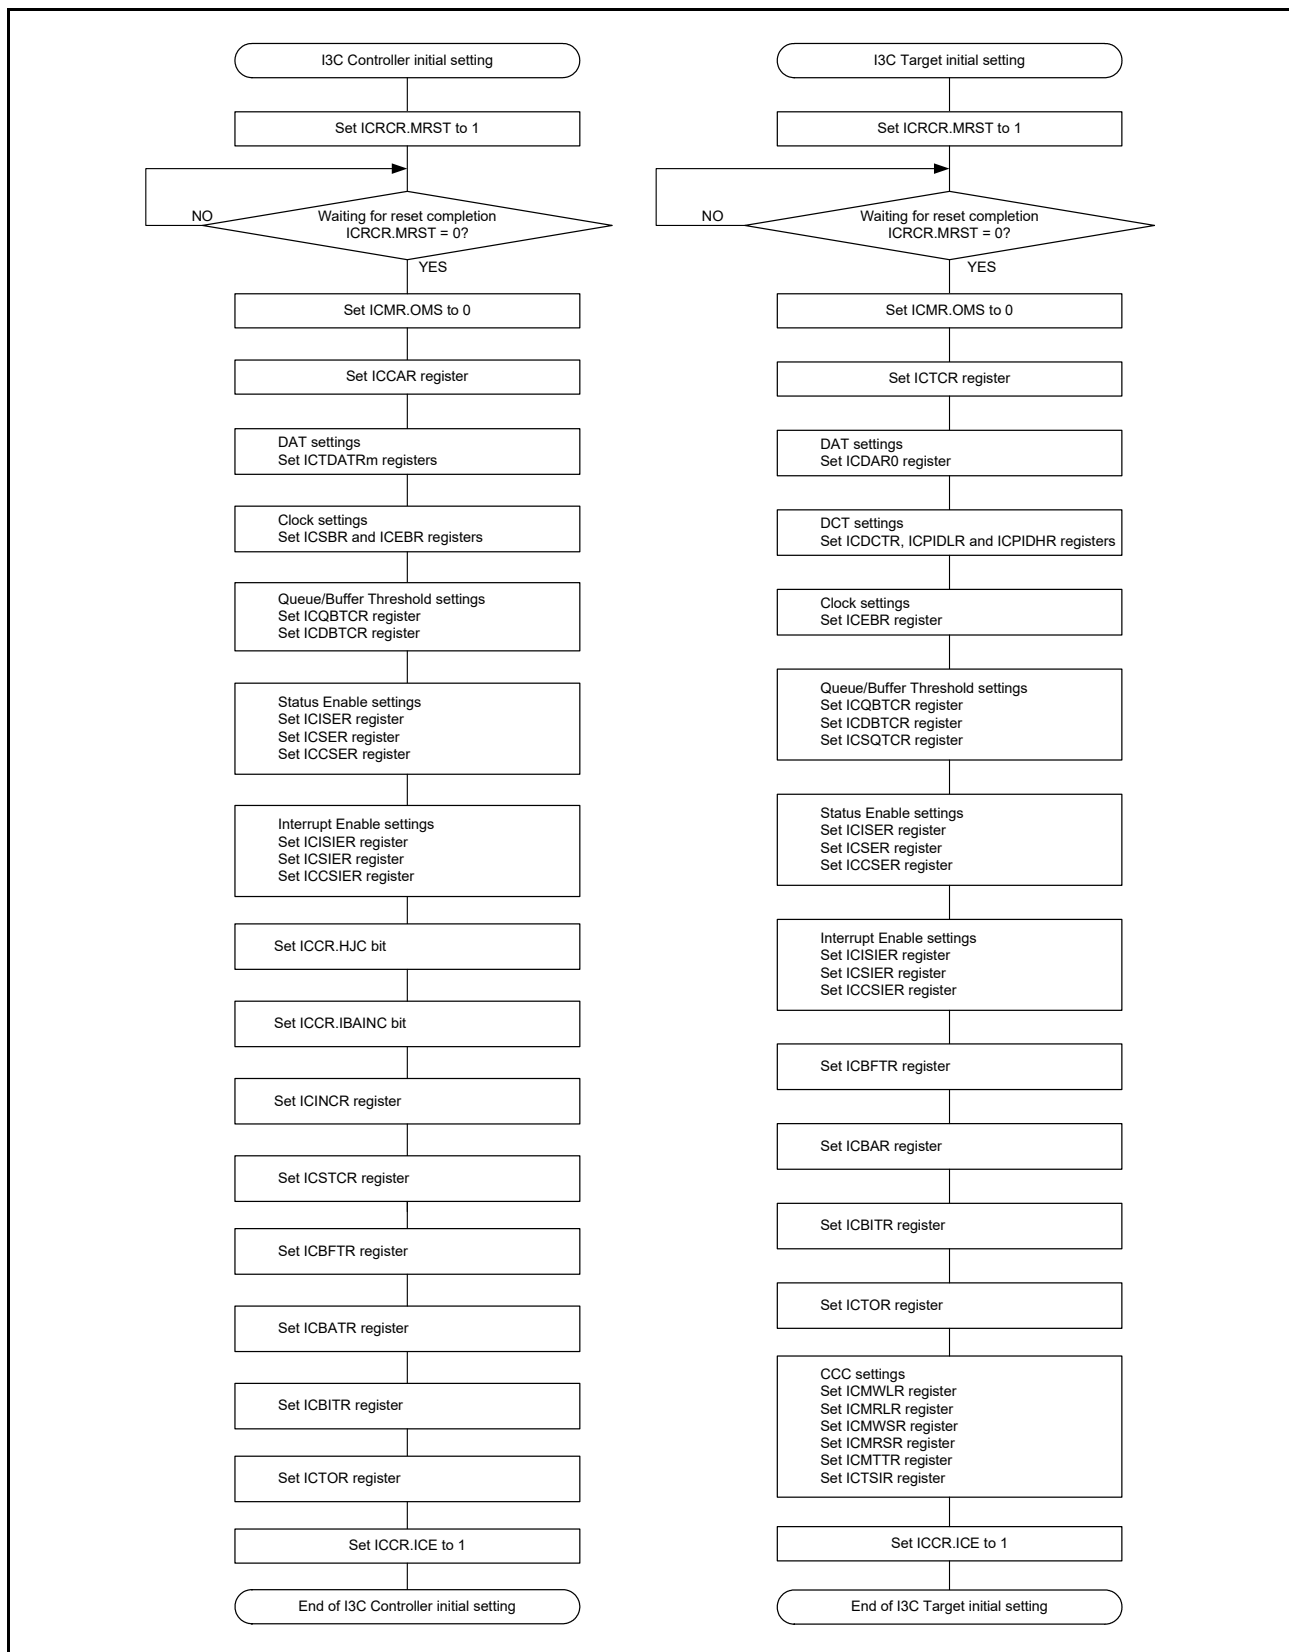 I3C Controller initial setting
Set ICRCR.MRST to 1
Waiting for reset completion
ICRCR.MRST = 0?
NO
YES
Set ICMR.OMS to 0
Set ICCAR register
DAT settings
Set ICTDATRm registers
Clock settings
Set ICSBR and ICEBR registers
Queue/Buffer Threshold settings
Set ICQBTCR register
Set ICDBTCR register
Status Enable settings
Set ICISER register
Set ICSER register
Set ICCSER register
Interrupt Enable settings
Set ICISIER register
Set ICSIER register
Set ICCSIER register
Set ICCR.HJC bit
Set ICCR.IBAINC bit
Set ICINCR register
Set ICSTCR register
Set ICBFTR register
Set ICBATR register
Set ICBITR register
Set ICTOR register
Set ICCR.ICE to 1
End of I3C Controller initial setting
I3C Target initial setting
Set ICRCR.MRST to 1
Waiting for reset completion
ICRCR.MRST = 0?
NO
YES
Set ICMR.OMS to 0
Set ICTCR register
DAT settings
Set ICDAR0 register
DCT settings
Set ICDCTR, ICPIDLR and ICPIDHR registers
Clock settings
Set ICEBR register
Queue/Buffer Threshold settings
Set ICQBTCR register
Set ICDBTCR register
Set ICSQTCR register
Status Enable settings
Set ICISER register
Set ICSER register
Set ICCSER register
Interrupt Enable settings
Set ICISIER register
Set ICSIER register
Set ICCSIER register
Set ICBFTR register
Set ICBAR register
Set ICBITR register
Set ICTOR register
CCC settings
Set ICMWLR register
Set ICMRLR register
Set ICMWSR register
Set ICMRSR register
Set ICMTTR register
Set ICTSIR register
Set ICCR.ICE to 1
End of I3C Target initial setting